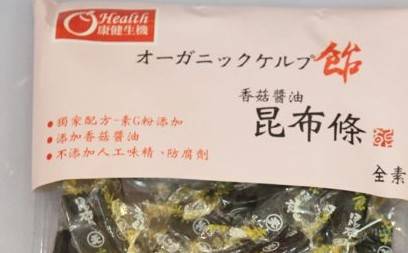 Health
康健生機
オーガニックケルプ飴
香菇醬油
昆布條
• 獨家配方-素G粉添加
• 添加香菇醬油
• 不添加人工味精、防腐劑
全素